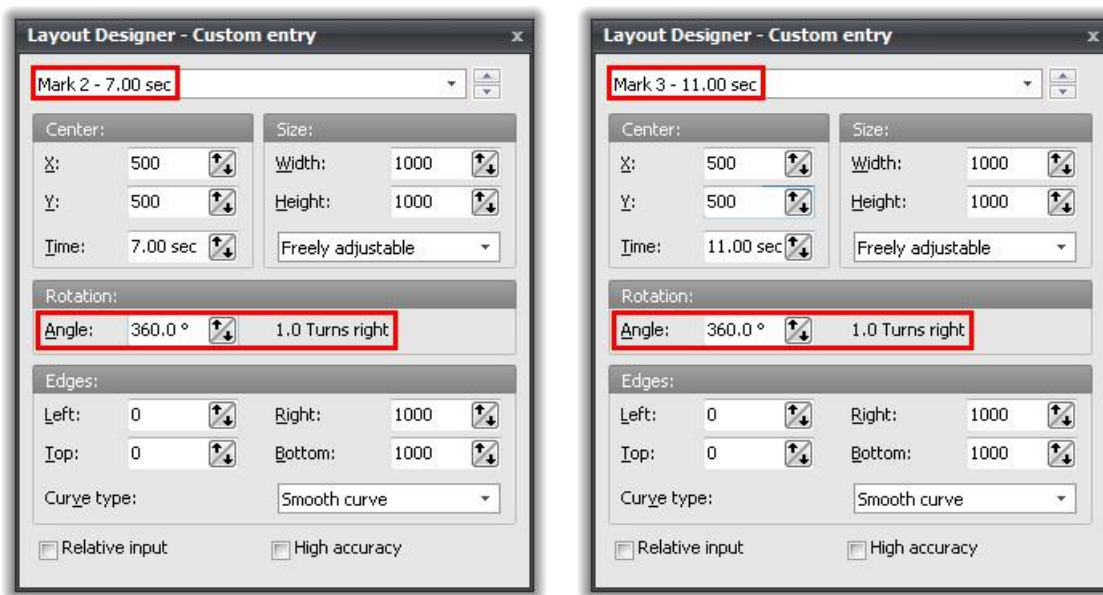 Layout Designer - Custom entry x
Mark 2 - 7.00 sec
Center: Size:
X: 500 Width: 1000
Y: 500 Height: 1000
Time: 7.00 sec Freely adjustable
Rotation:
Angle: 360.0 ° 1.0 Turns right
Edges:
Left: 0 Right: 1000
Top: 0 Bottom: 1000
Curve type: Smooth curve
Relative input High accuracy
Layout Designer - Custom entry x
Mark 3 - 11.00 sec
Center: Size:
X: 500 Width: 1000
Y: 500 Height: 1000
Time: 11.00 sec Freely adjustable
Rotation:
Angle: 360.0 ° 1.0 Turns right
Edges:
Left: 0 Right: 1000
Top: 0 Bottom: 1000
Curve type: Smooth curve
Relative input High accuracy